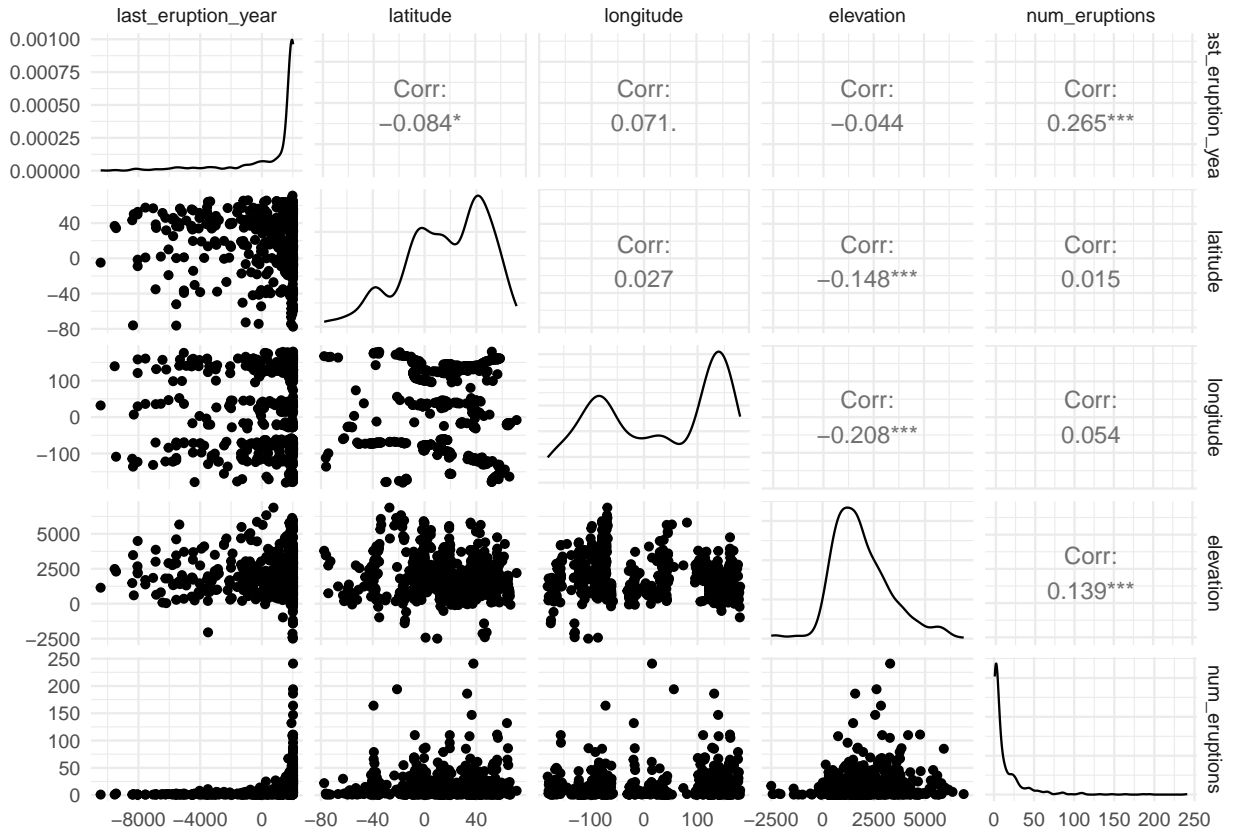 last_eruption_year latitude longitude elevation num_eruptions
0.00100
0.00075
0.00050
0.00025
0.00000
Corr:
−0.084*
Corr:
0.071.
Corr:
−0.044
Corr:
0.265***
ast_eruption_yea
40
0
−40
−80
Corr:
0.027
Corr:
−0.148***
Corr:
0.015
latitude
100
0
−100
Corr:
−0.208***
Corr:
0.054
longitude
5000
2500
0
−2500
Corr:
0.139***
elevation
250
200
150
100
50
0
num_eruptions
−8000 −4000 0 −80 −40 0 40 −100 0 100 −2500 0 2500 5000 0 50 100 150 200 250